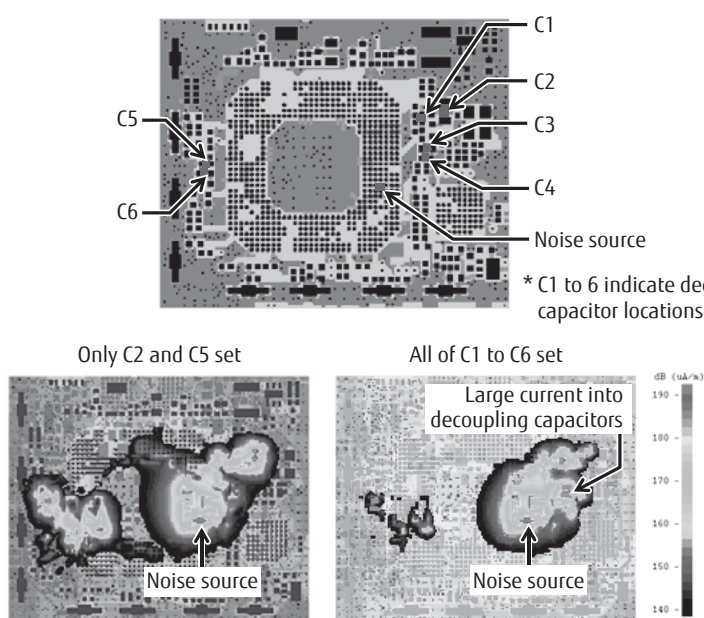 C1
C2
C5
C3
C6
C4
Noise source
* C1 to 6 indicate dec
capacitor locations
Only C2 and C5 set
All of C1 to C6 set
dB (uA/m)
Large current into
decoupling capacitors
190
180
170
160
150
140
Noise source
Noise source